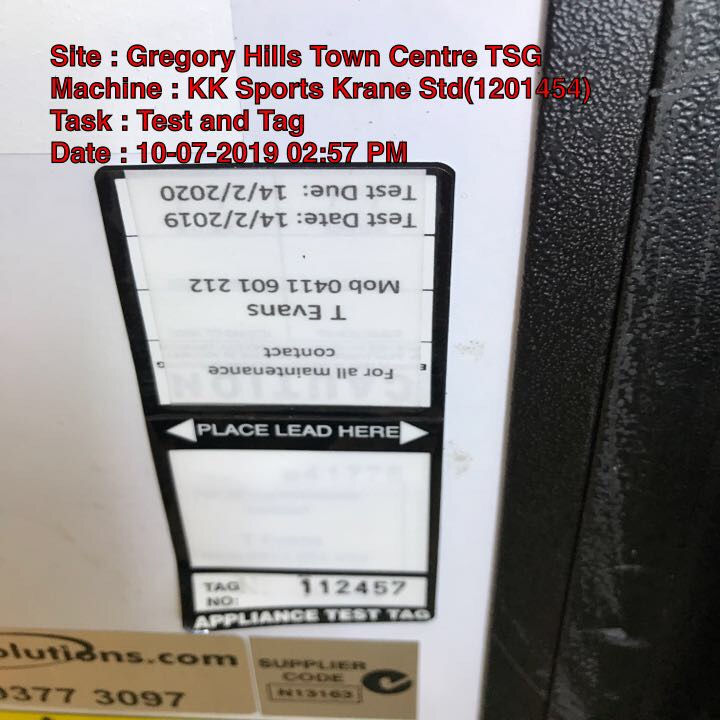 Site : Gregory Hills Town Centre TSG
Machine : KK Sports Krane Std(1201454)
Task : Test and Tag
Date : 10-07-2019 02:57 PM
For all maintenance
contact
T Evans
Mob 0411 601 212
Test Date: 14/2/2019
Test Due: 14/2/2020
PLACE LEAD HERE
TAG NO: 112457
APPLIANCE TEST TAG
olutions.com
0377 3097
SUPPLIER
CODE
N13163